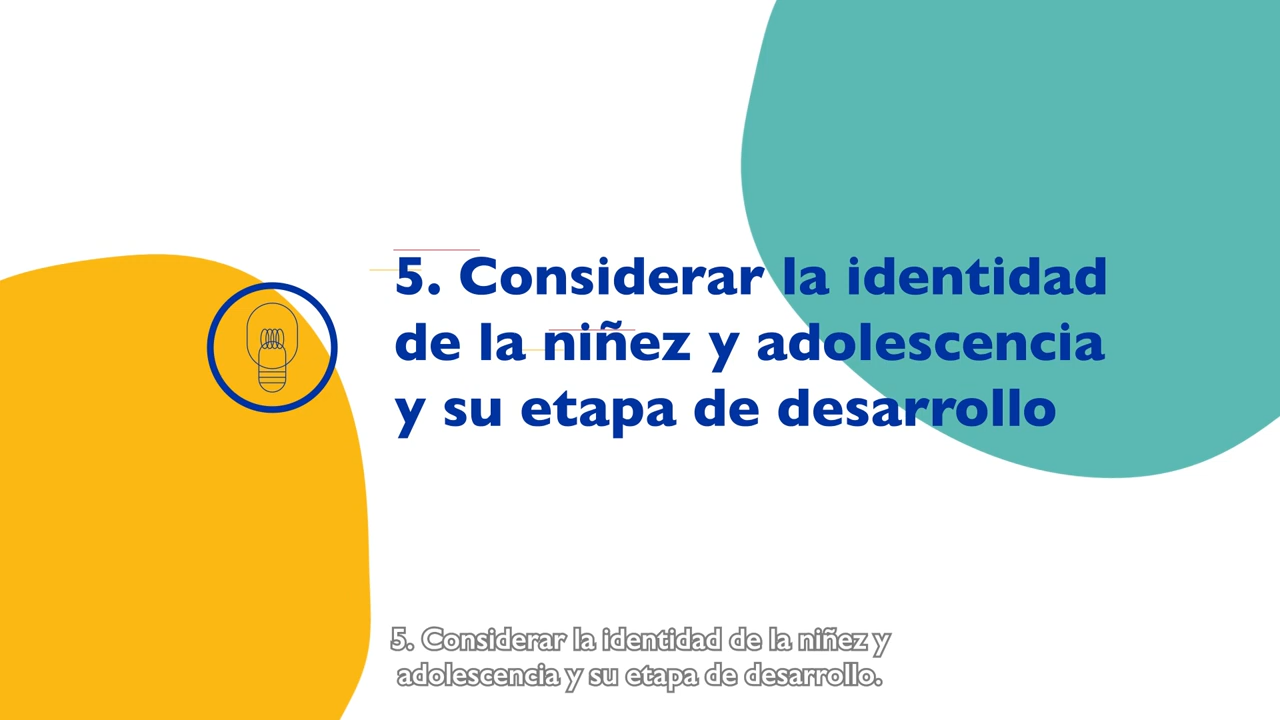 5. Considerar la identidad
de la niñez y adolescencia
y su etapa de desarrollo
5. Considerar la identidad de la niñez y
adolescencia y su etapa de desarrollo.